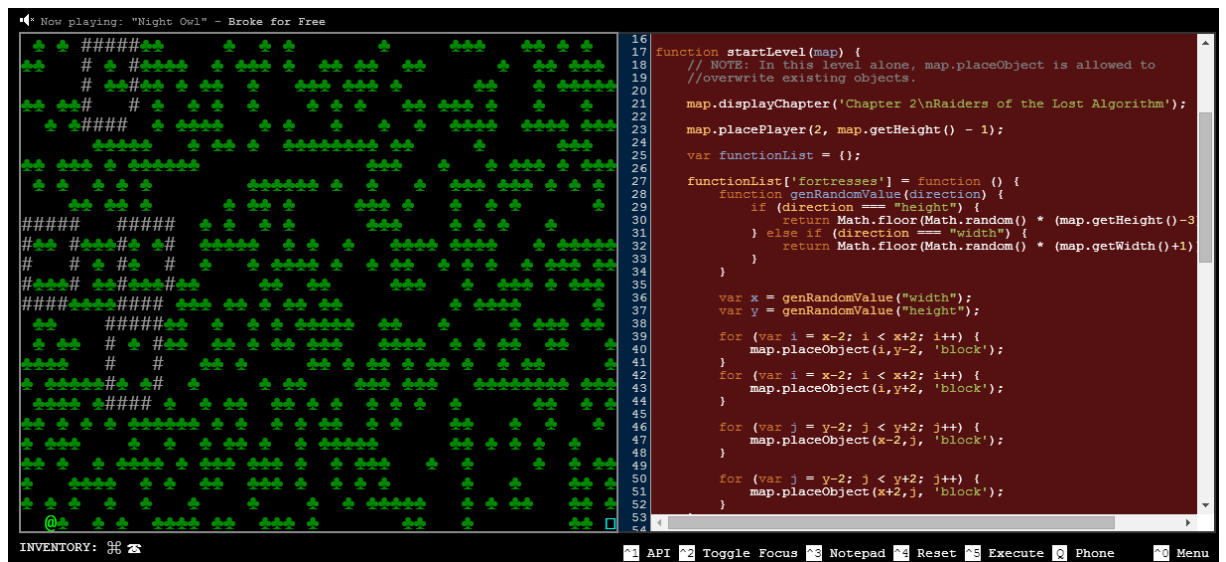 Now playing: "Night Owl" - Broke for Free
16
17 function startLevel(map) {
18 // NOTE: In this level alone, map.placeObject is allowed to
19 //overwrite existing objects.
20
21 map.displayChapter('Chapter 2\nRaiders of the Lost Algorithm');
22
23 map.placePlayer(2, map.getHeight() - 1);
24
25 var functionList = {};
26
27 functionList['fortresses'] = function () {
28 function genRandomValue(direction) {
29 if (direction === "height") {
30 return Math.floor(Math.random() * (map.getHeight()-3
31 } else if (direction === "width") {
32 return Math.floor(Math.random() * (map.getWidth()+1)
33 }
34 }
35
36 var x = genRandomValue("width");
37 var y = genRandomValue("height");
38
39 for (var i = x-2; i < x+2; i++) {
40 map.placeObject(i,y-2, 'block');
41 }
42 for (var i = x-2; i < x+2; i++) {
43 map.placeObject(i,y+2, 'block');
44 }
45
46 for (var j = y-2; j < y+2; j++) {
47 map.placeObject(x-2,j, 'block');
48 }
49
50 for (var j = y-2; j < y+2; j++) {
51 map.placeObject(x+2,j, 'block');
52 }
53
54
INVENTORY: ⌘ ☎
^1 API ^2 Toggle Focus ^3 Notepad ^4 Reset ^5 Execute Q Phone ^0 Menu